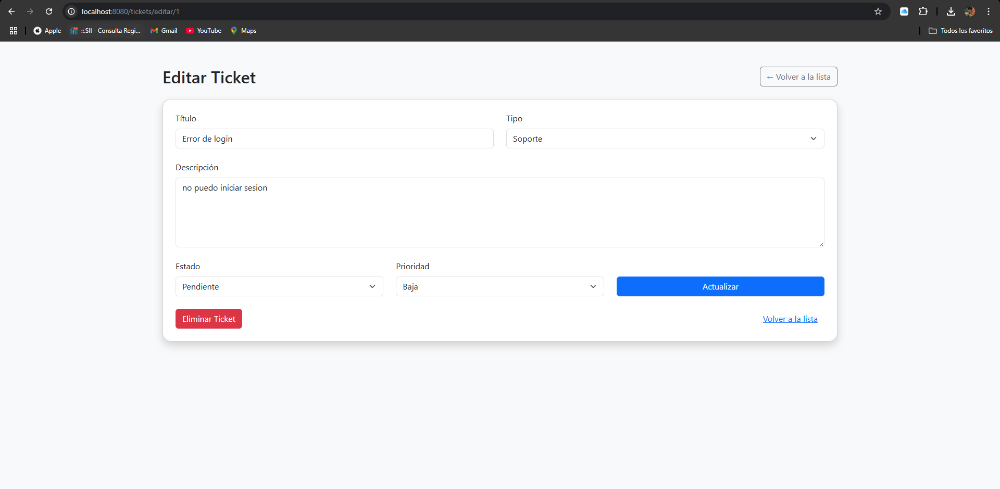 localhost:8080/tickets/editar/1
Apple
::.SII - Consulta Regi...
Gmail
YouTube
Maps
Todos los favoritos
Editar Ticket
← Volver a la lista
Título
Tipo
Error de login
Soporte
Descripción
no puedo iniciar sesion
Estado
Prioridad
Pendiente
Baja
Actualizar
Eliminar Ticket
Volver a la lista